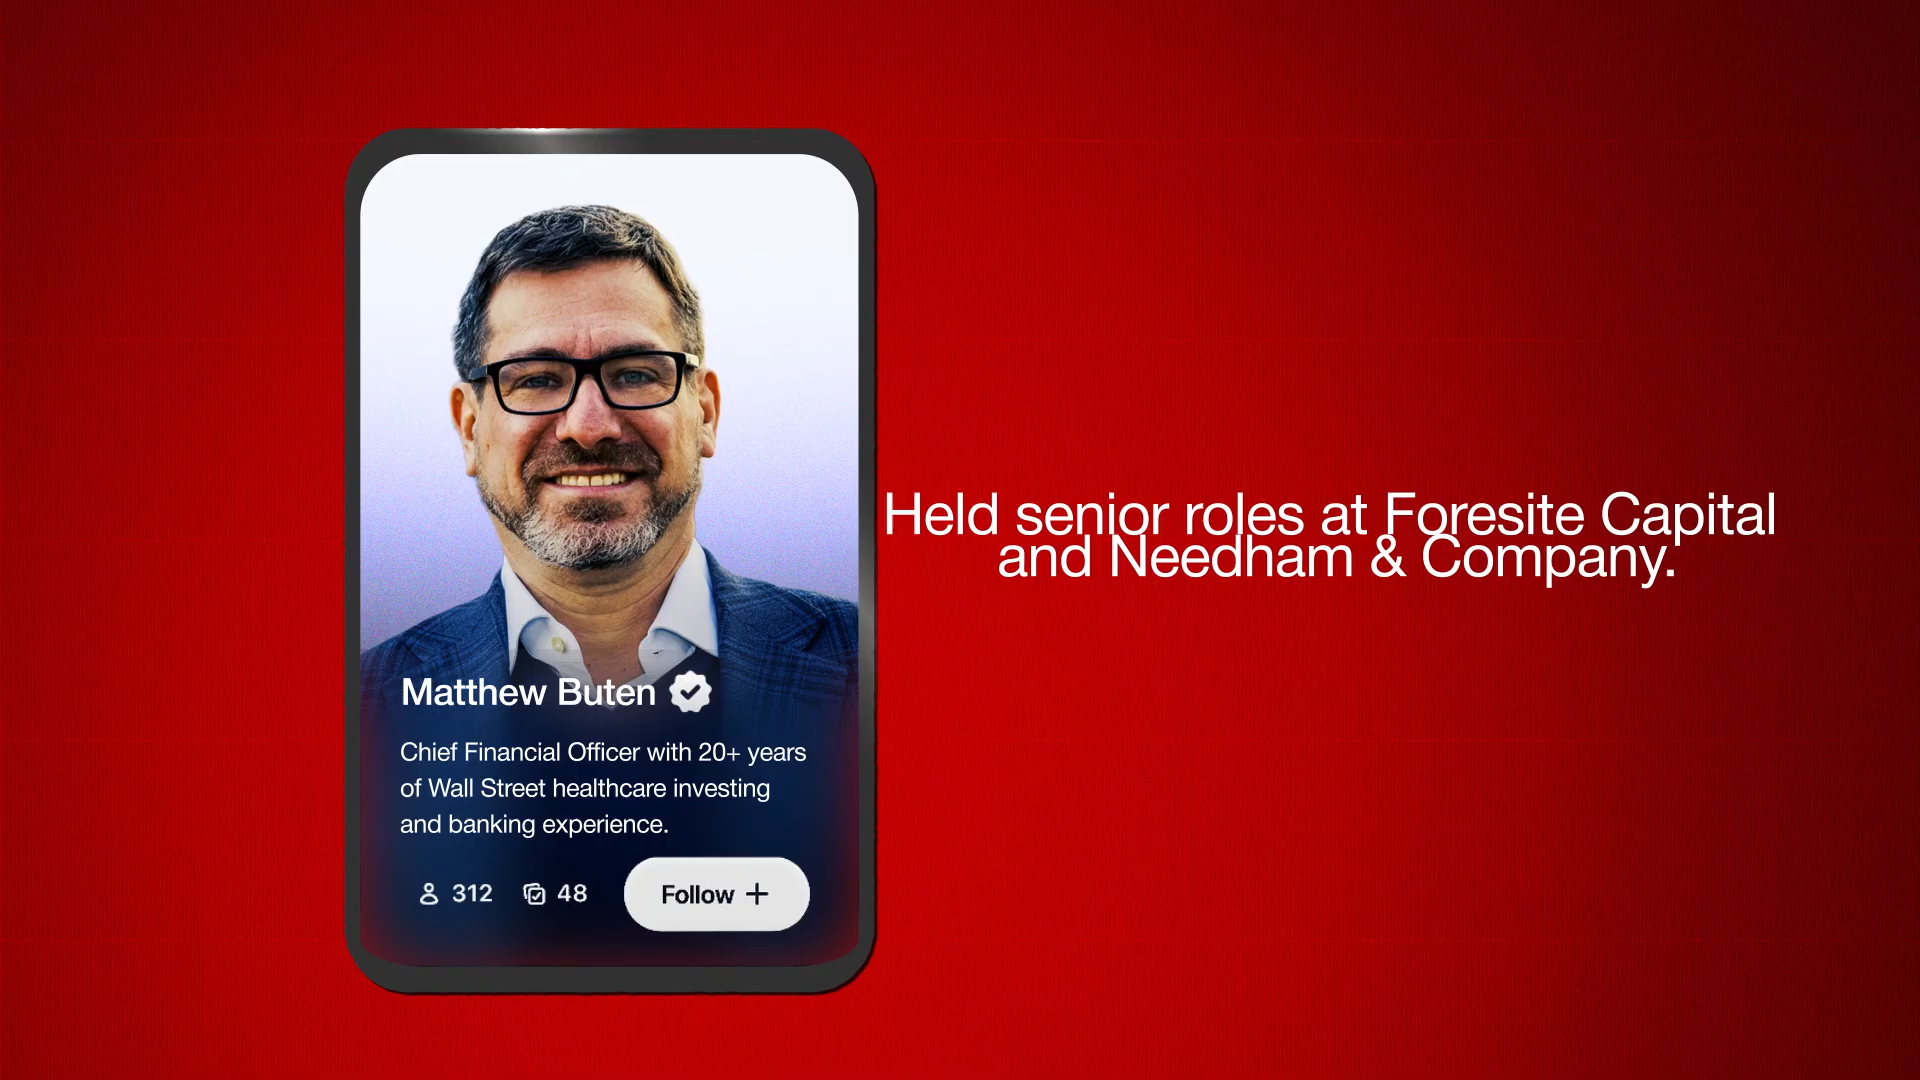 Matthew Buten
Chief Financial Officer with 20+ years
of Wall Street healthcare investing
and banking experience.
312 48 Follow +
Held senior roles at Foresite Capital
and Needham & Company.